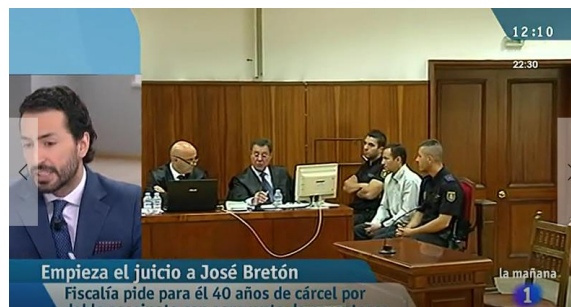 12:10
22:30
Empieza el juicio a José Bretón
Fiscalía pide para él 40 años de cárcel por
la mañana
1